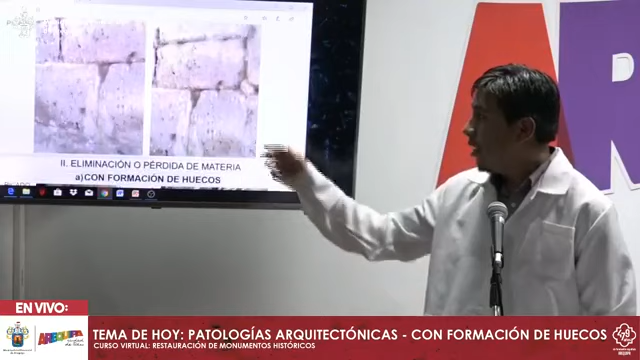 II. ELIMINACIÓN O PÉRDIDA DE MATERIA
a)CON FORMACIÓN DE HUECOS
AR
EN VIVO:
AREQUIPA
TEMA DE HOY: PATOLOGÍAS ARQUITECTÓNICAS - CON FORMACIÓN DE HUECOS
CURSO VIRTUAL: RESTAURACIÓN DE MONUMENTOS HISTÓRICOS